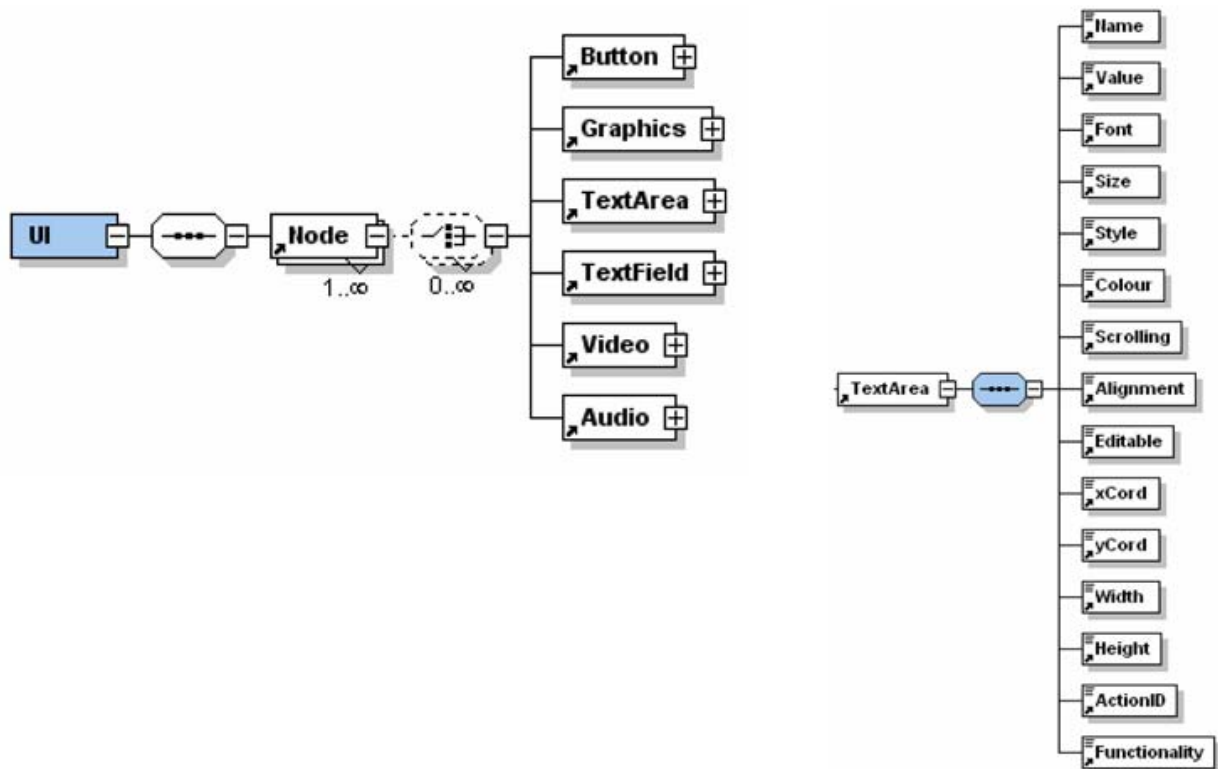 UI
Node
1..∞
0..∞
Button
Graphics
TextArea
TextField
Video
Audio
TextArea
Name
Value
Font
Size
Style
Colour
Scrolling
Alignment
Editable
xCord
yCord
Width
Height
ActionID
Functionality